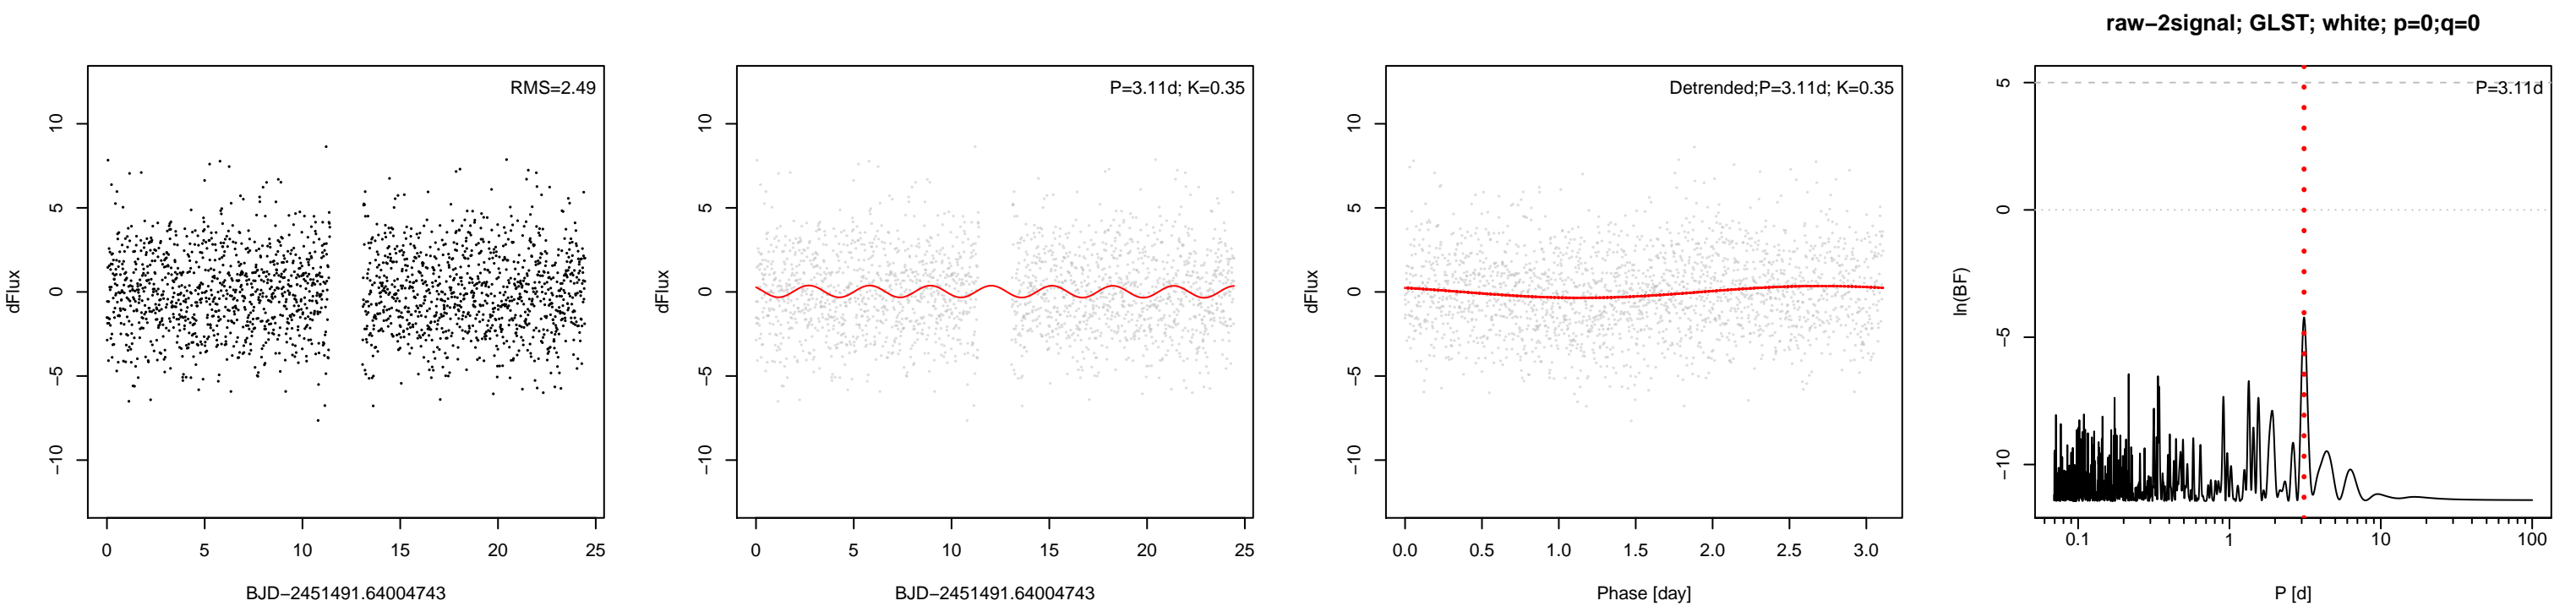 raw−2signal; GLST; white; p=0;q=0
RMS=2.49
dFlux
10
5
0
−5
−10
0 5 10 15 20 25
BJD−2451491.64004743
P=3.11d; K=0.35
dFlux
10
5
0
−5
−10
0 5 10 15 20 25
BJD−2451491.64004743
Detrended;P=3.11d; K=0.35
dFlux
10
5
0
−5
−10
0.0 0.5 1.0 1.5 2.0 2.5 3.0
Phase [day]
P=3.11d
ln(BF)
5
0
−5
−10
0.1 1 10 100
P [d]